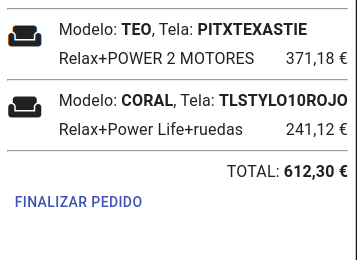 Modelo: TEO, Tela: PITXTEXASTIE
Relax+POWER 2 MOTORES 371,18 €
Modelo: CORAL, Tela: TLSTYLO10ROJO
Relax+Power Life+ruedas 241,12 €
TOTAL: 612,30 €
FINALIZAR PEDIDO